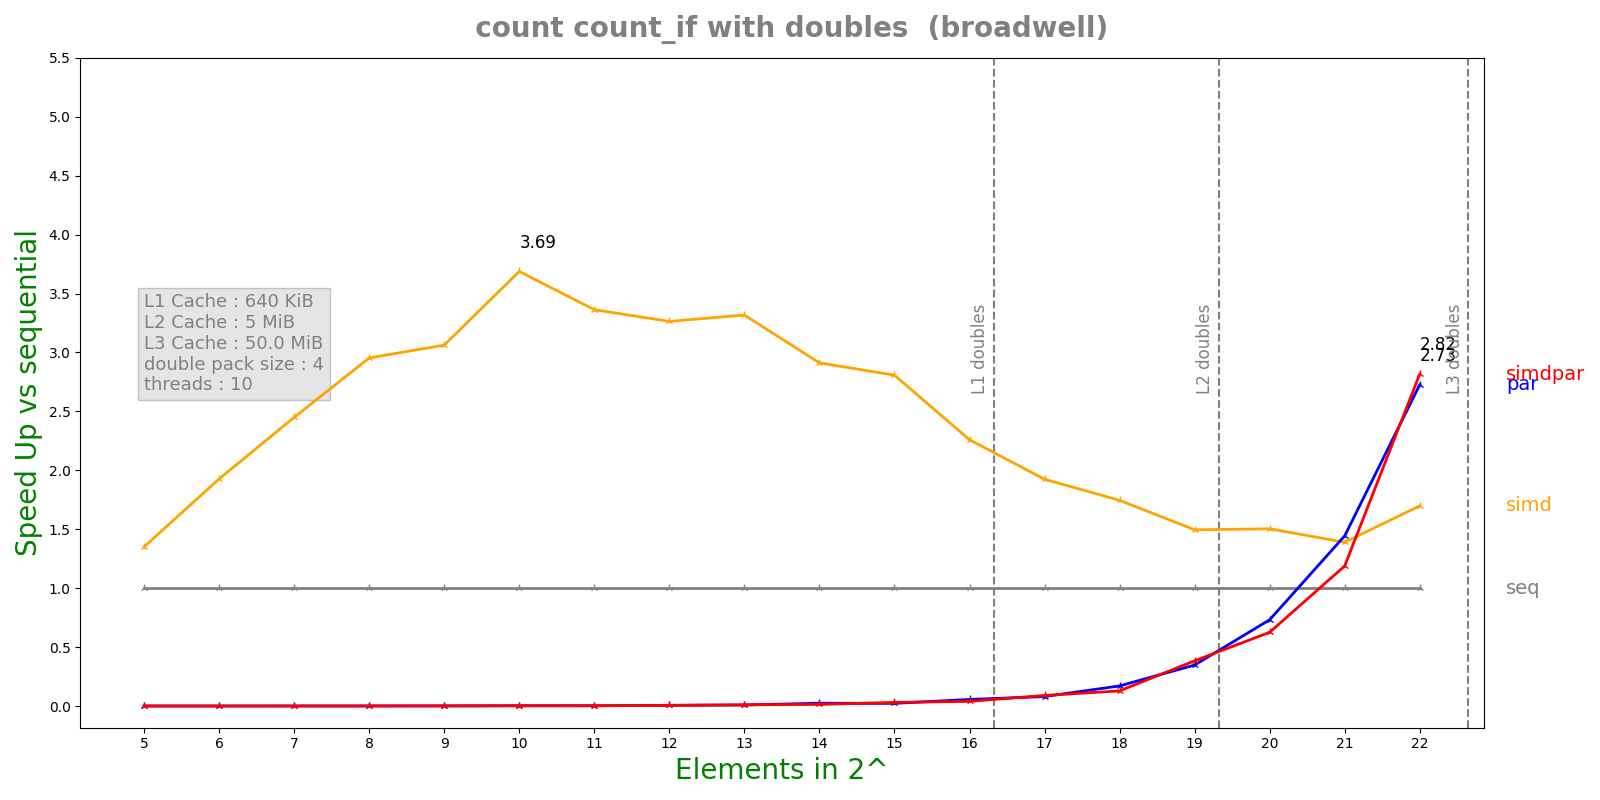 count count_if with doubles  (broadwell)
Speed Up vs sequential
5.5
5.0
4.5
4.0
3.5
3.0
2.5
2.0
1.5
1.0
0.5
0.0
L1 Cache : 640 KiB
L2 Cache : 5 MiB
L3 Cache : 50.0 MiB
double pack size : 4
threads : 10
3.69
L1 doubles
L2 doubles
L3 doubles
2.82
2.73
simdpar
par
simd
seq
5 6 7 8 9 10 11 12 13 14 15 16 17 18 19 20 21 22
Elements in 2^